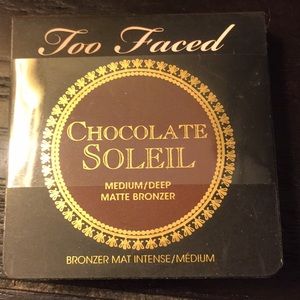 Too Faced
CHOCOLATE
SOLEIL
MEDIUM/DEEP
MATTE BRONZER
BRONZER MAT INTENSE/MÉDIUM